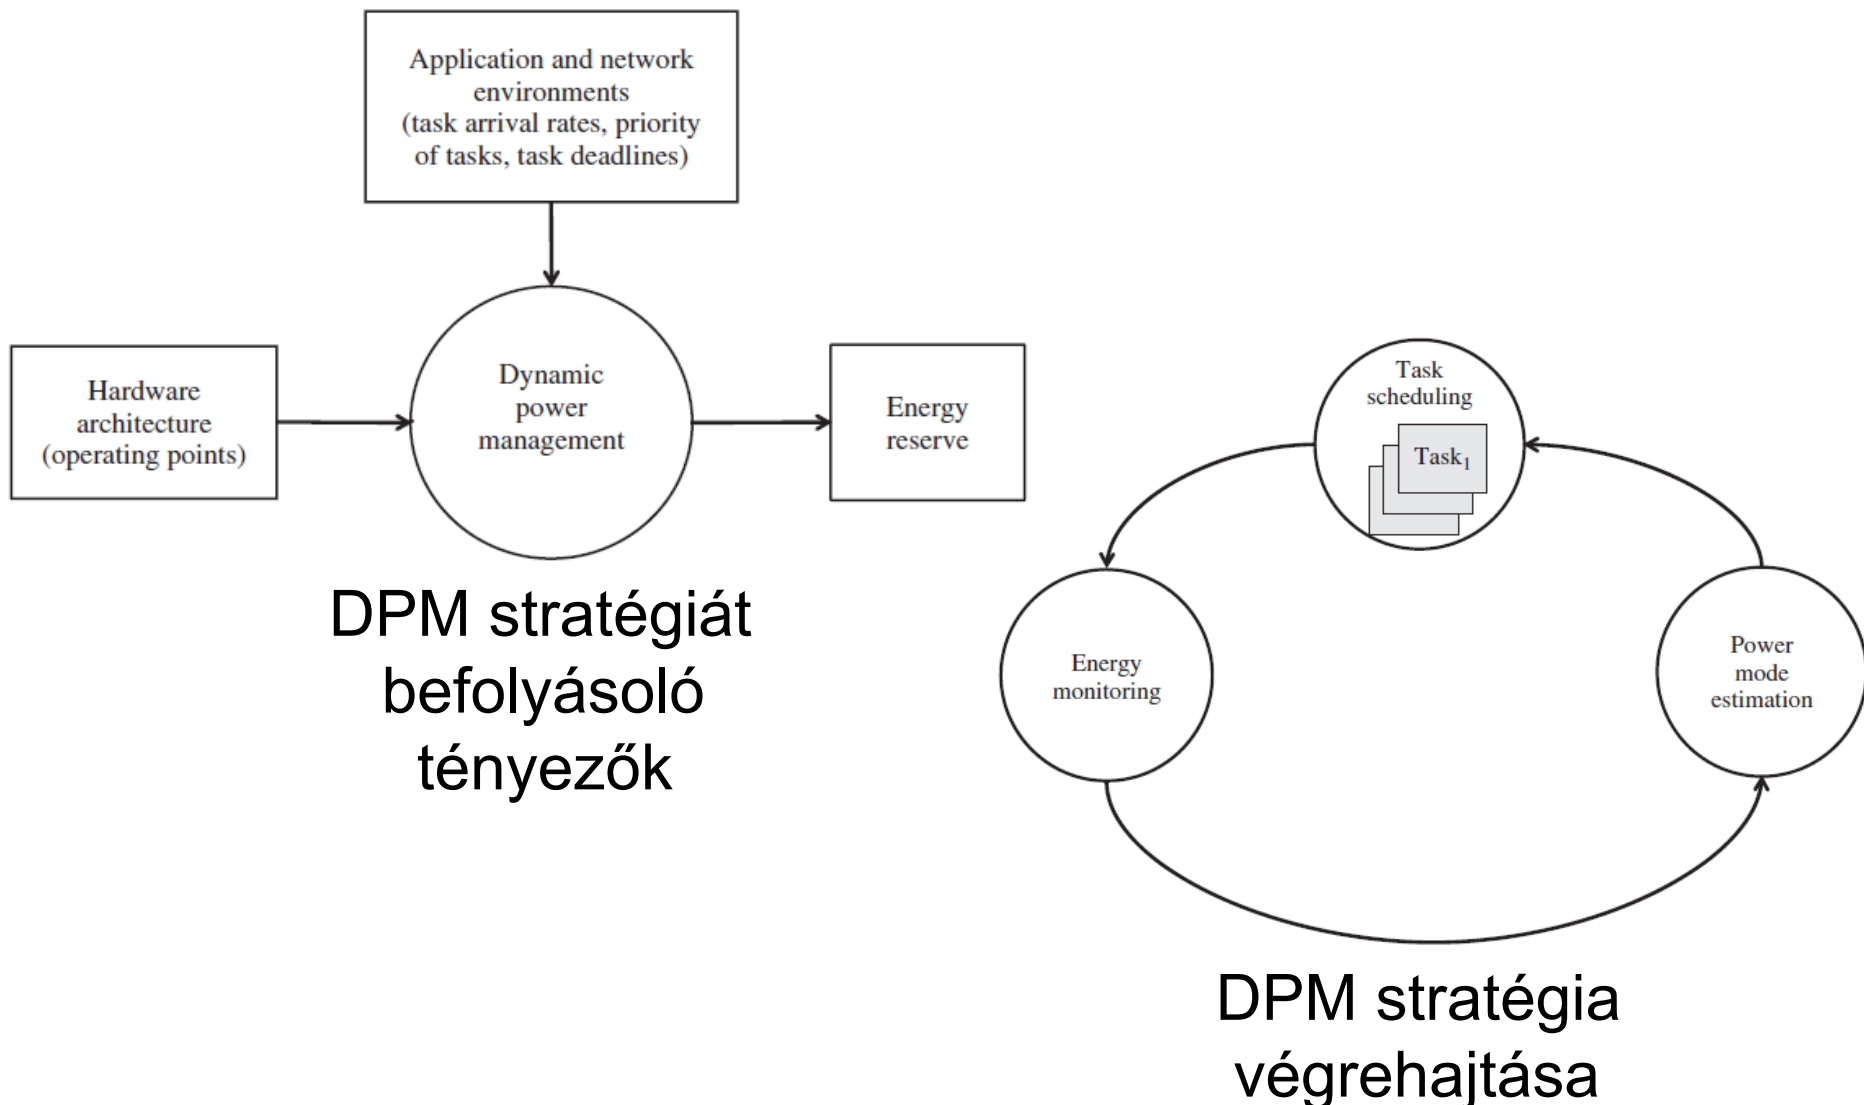 Application and network
environments
(task arrival rates, priority
of tasks, task deadlines)
Hardware
architecture
(operating points)
Dynamic
power
management
Energy
reserve
DPM stratégiát
befolyásoló
tényezők
Task
scheduling
Task1
Energy
monitoring
Power
mode
estimation
DPM stratégia
végrehajtása